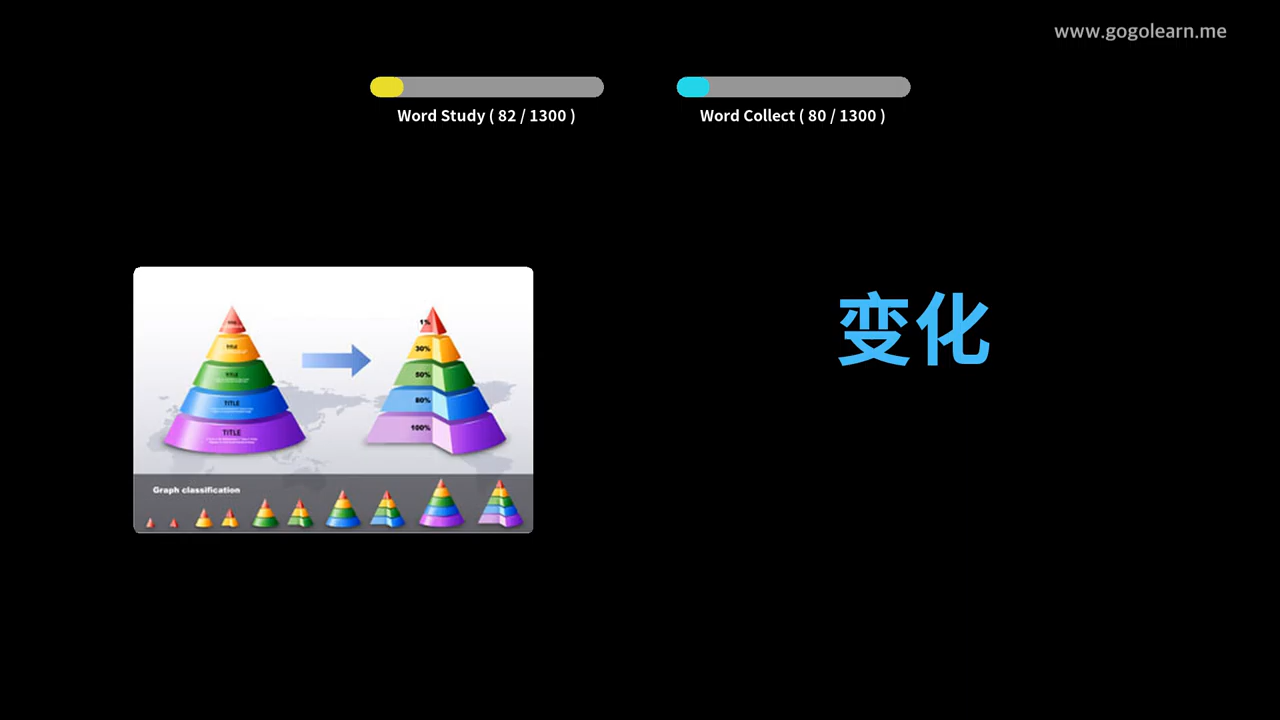 www.gogolearn.me
Word Study ( 82 / 1300 )
Word Collect ( 80 / 1300 )
变化
TITLE
TITLE
TITLE
TITLE
1%
30%
50%
80%
100%
Graph classification